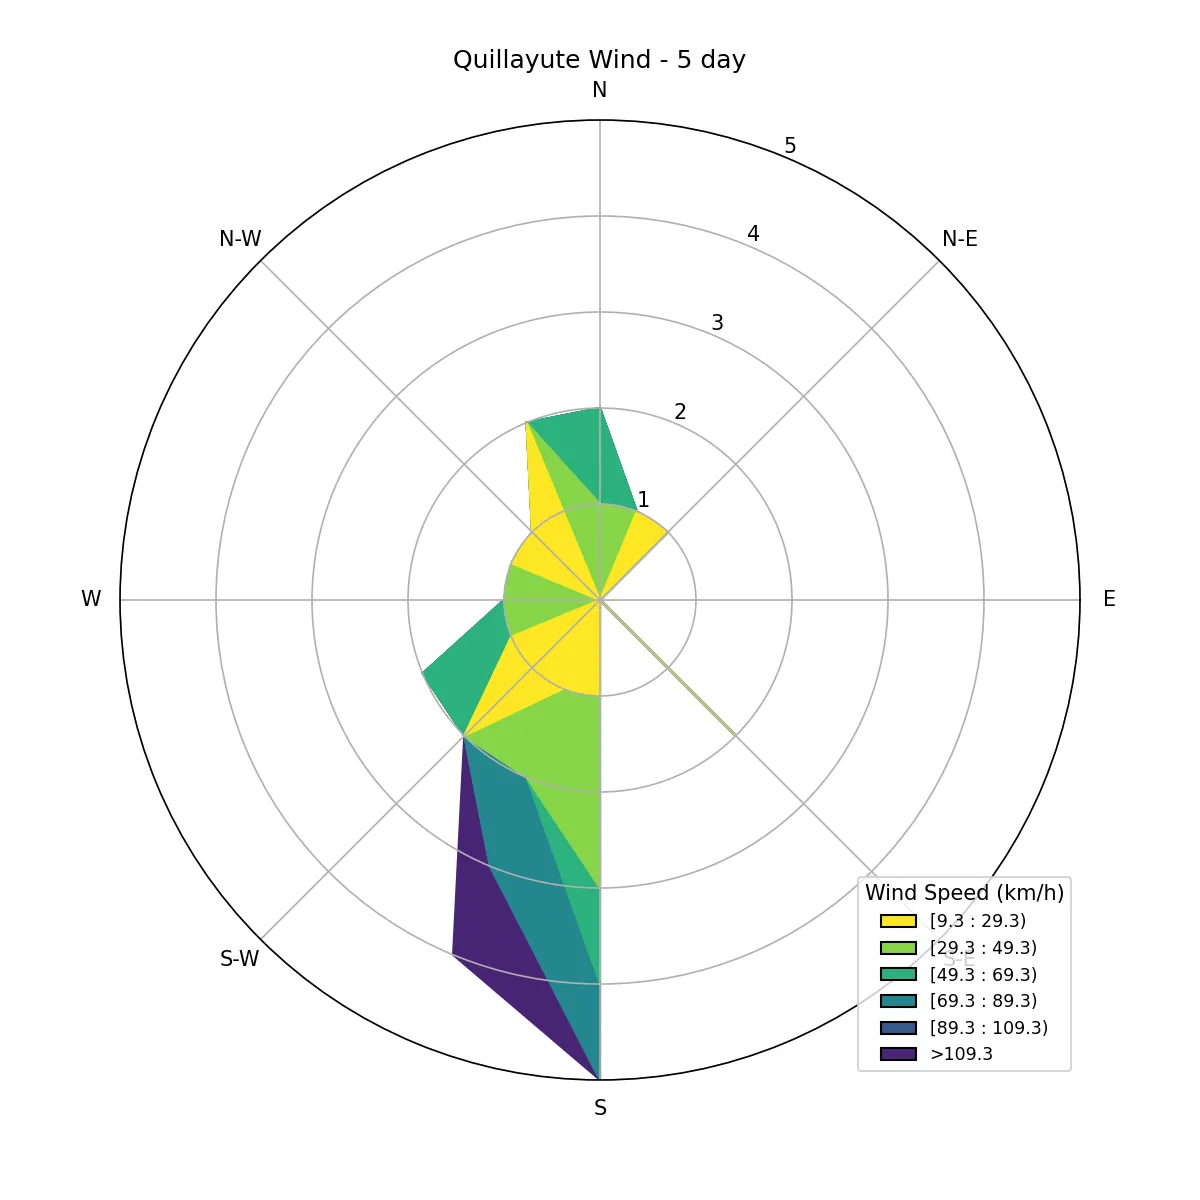 Quillayute Wind - 5 day
N
5
4
N-W
N-E
3
2
1
W
E
Wind Speed (km/h)
[9.3 : 29.3)
[29.3 : 49.3)
S-W
S-E
[49.3 : 69.3)
[69.3 : 89.3)
[89.3 : 109.3)
>109.3
S